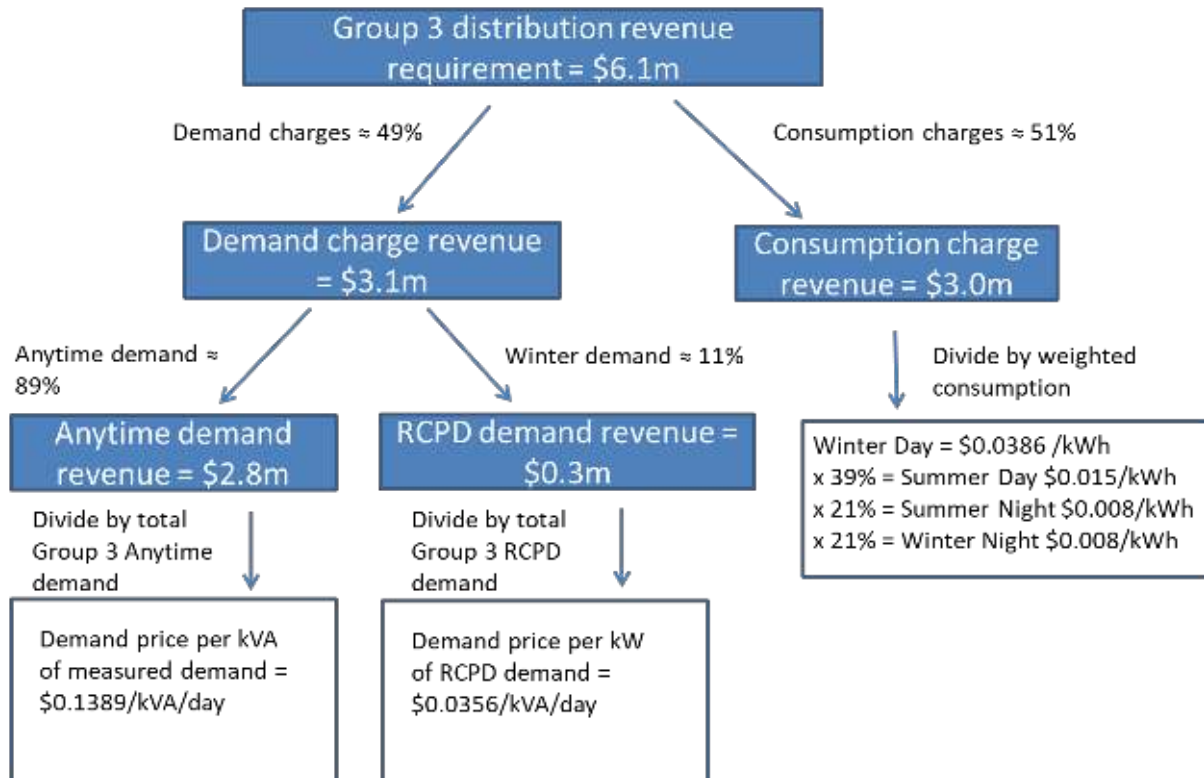 Group 3 distribution revenue
requirement = $6.1m
Demand charges ≈ 49%
Consumption charges ≈ 51%
Demand charge revenue
= $3.1m
Consumption charge
revenue = $3.0m
Anytime demand ≈
89%
Winter demand ≈ 11%
Divide by weighted
consumption
Anytime demand
revenue = $2.8m
RCPD demand revenue =
$0.3m
Winter Day = $0.0386 /kWh
x 39% = Summer Day $0.015/kWh
x 21% = Summer Night $0.008/kWh
x 21% = Winter Night $0.008/kWh
Divide by total
Group 3 Anytime
demand
Divide by total
Group 3 RCPD
demand
Demand price per kVA
of measured demand =
$0.1389/kVA/day
Demand price per kW
of RCPD demand =
$0.0356/kVA/day